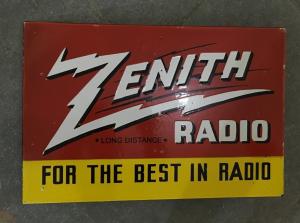 ZENITH
• LONG DISTANCE •
RADIO
FOR THE BEST IN RADIO